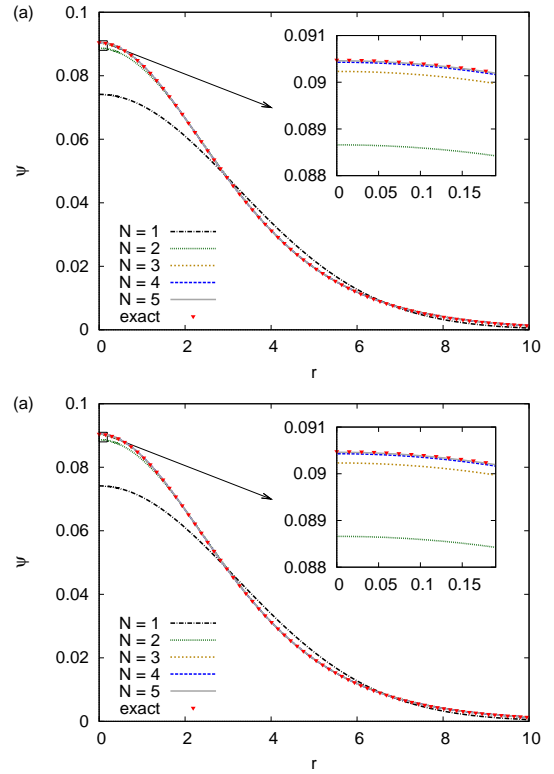 (a)
0.1
0.08
0.06
0.04
0.02
0
ψ
0 2 4 6 8 10
r
N = 1
N = 2
N = 3
N = 4
N = 5
exact
0.091
0.09
0.089
0.088
0 0.05 0.1 0.15
(a)
0.1
0.08
0.06
0.04
0.02
0
ψ
0 2 4 6 8 10
r
N = 1
N = 2
N = 3
N = 4
N = 5
exact
0.091
0.09
0.089
0.088
0 0.05 0.1 0.15